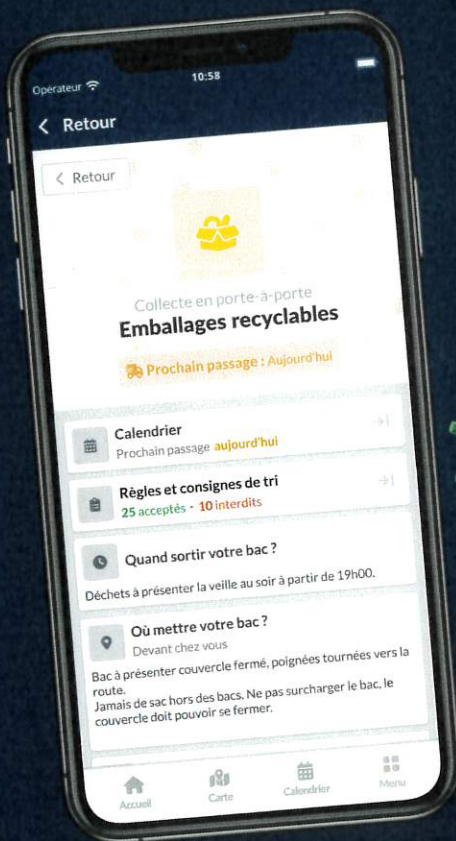 Opérateur
10:58
Retour
Retour
Collecte en porte-à-porte
Emballages recyclables
Prochain passage : Aujourd'hui
Calendrier
Prochain passage aujourd'hui
Règles et consignes de tri
25 acceptés - 10 interdits
Quand sortir votre bac ?
Déchets à présenter la veille au soir à partir de 19h00.
Où mettre votre bac ?
Devant chez vous
Bac à présenter couvercle fermé, poignées tournées vers la
route.
Jamais de sac hors des bacs. Ne pas surcharger le bac, le
couvercle doit pouvoir se fermer.
Accueil
Carte
Calendrier
Menu